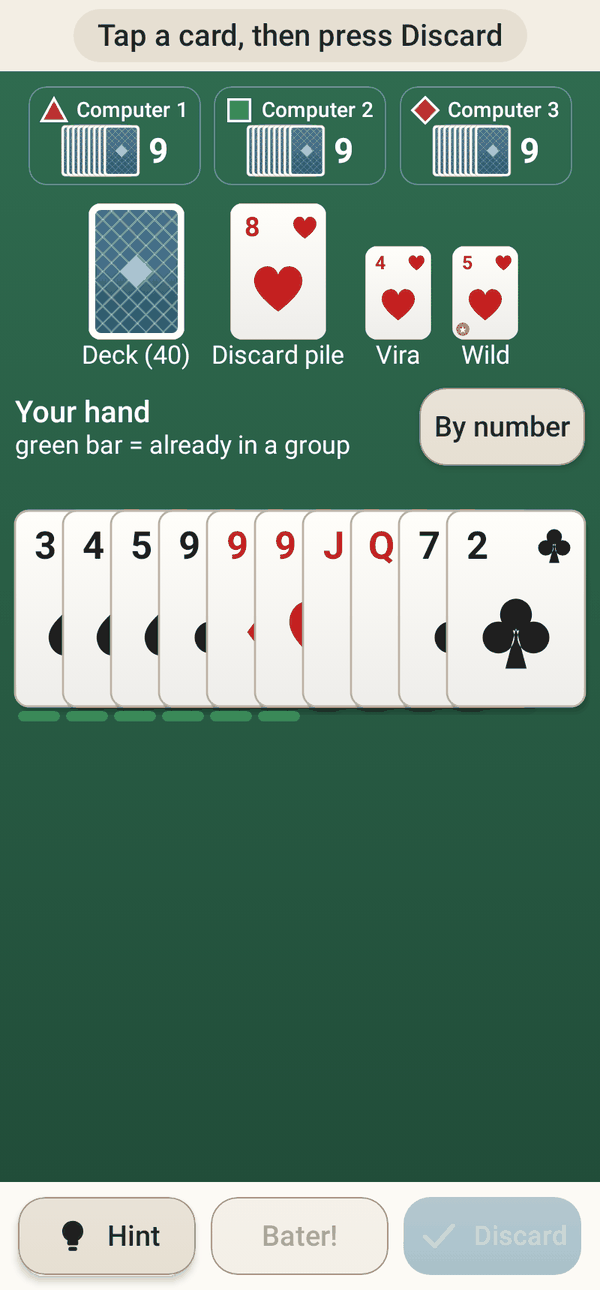 Tap a card, then press Discard
Computer 1
9
Computer 2
9
Computer 3
9
8
4
5
Deck (40)
Discard pile
Vira
Wild
Your hand
green bar = already in a group
By number
3 4 5 9 9 9 J Q 7 2
Hint
Bater!
Discard